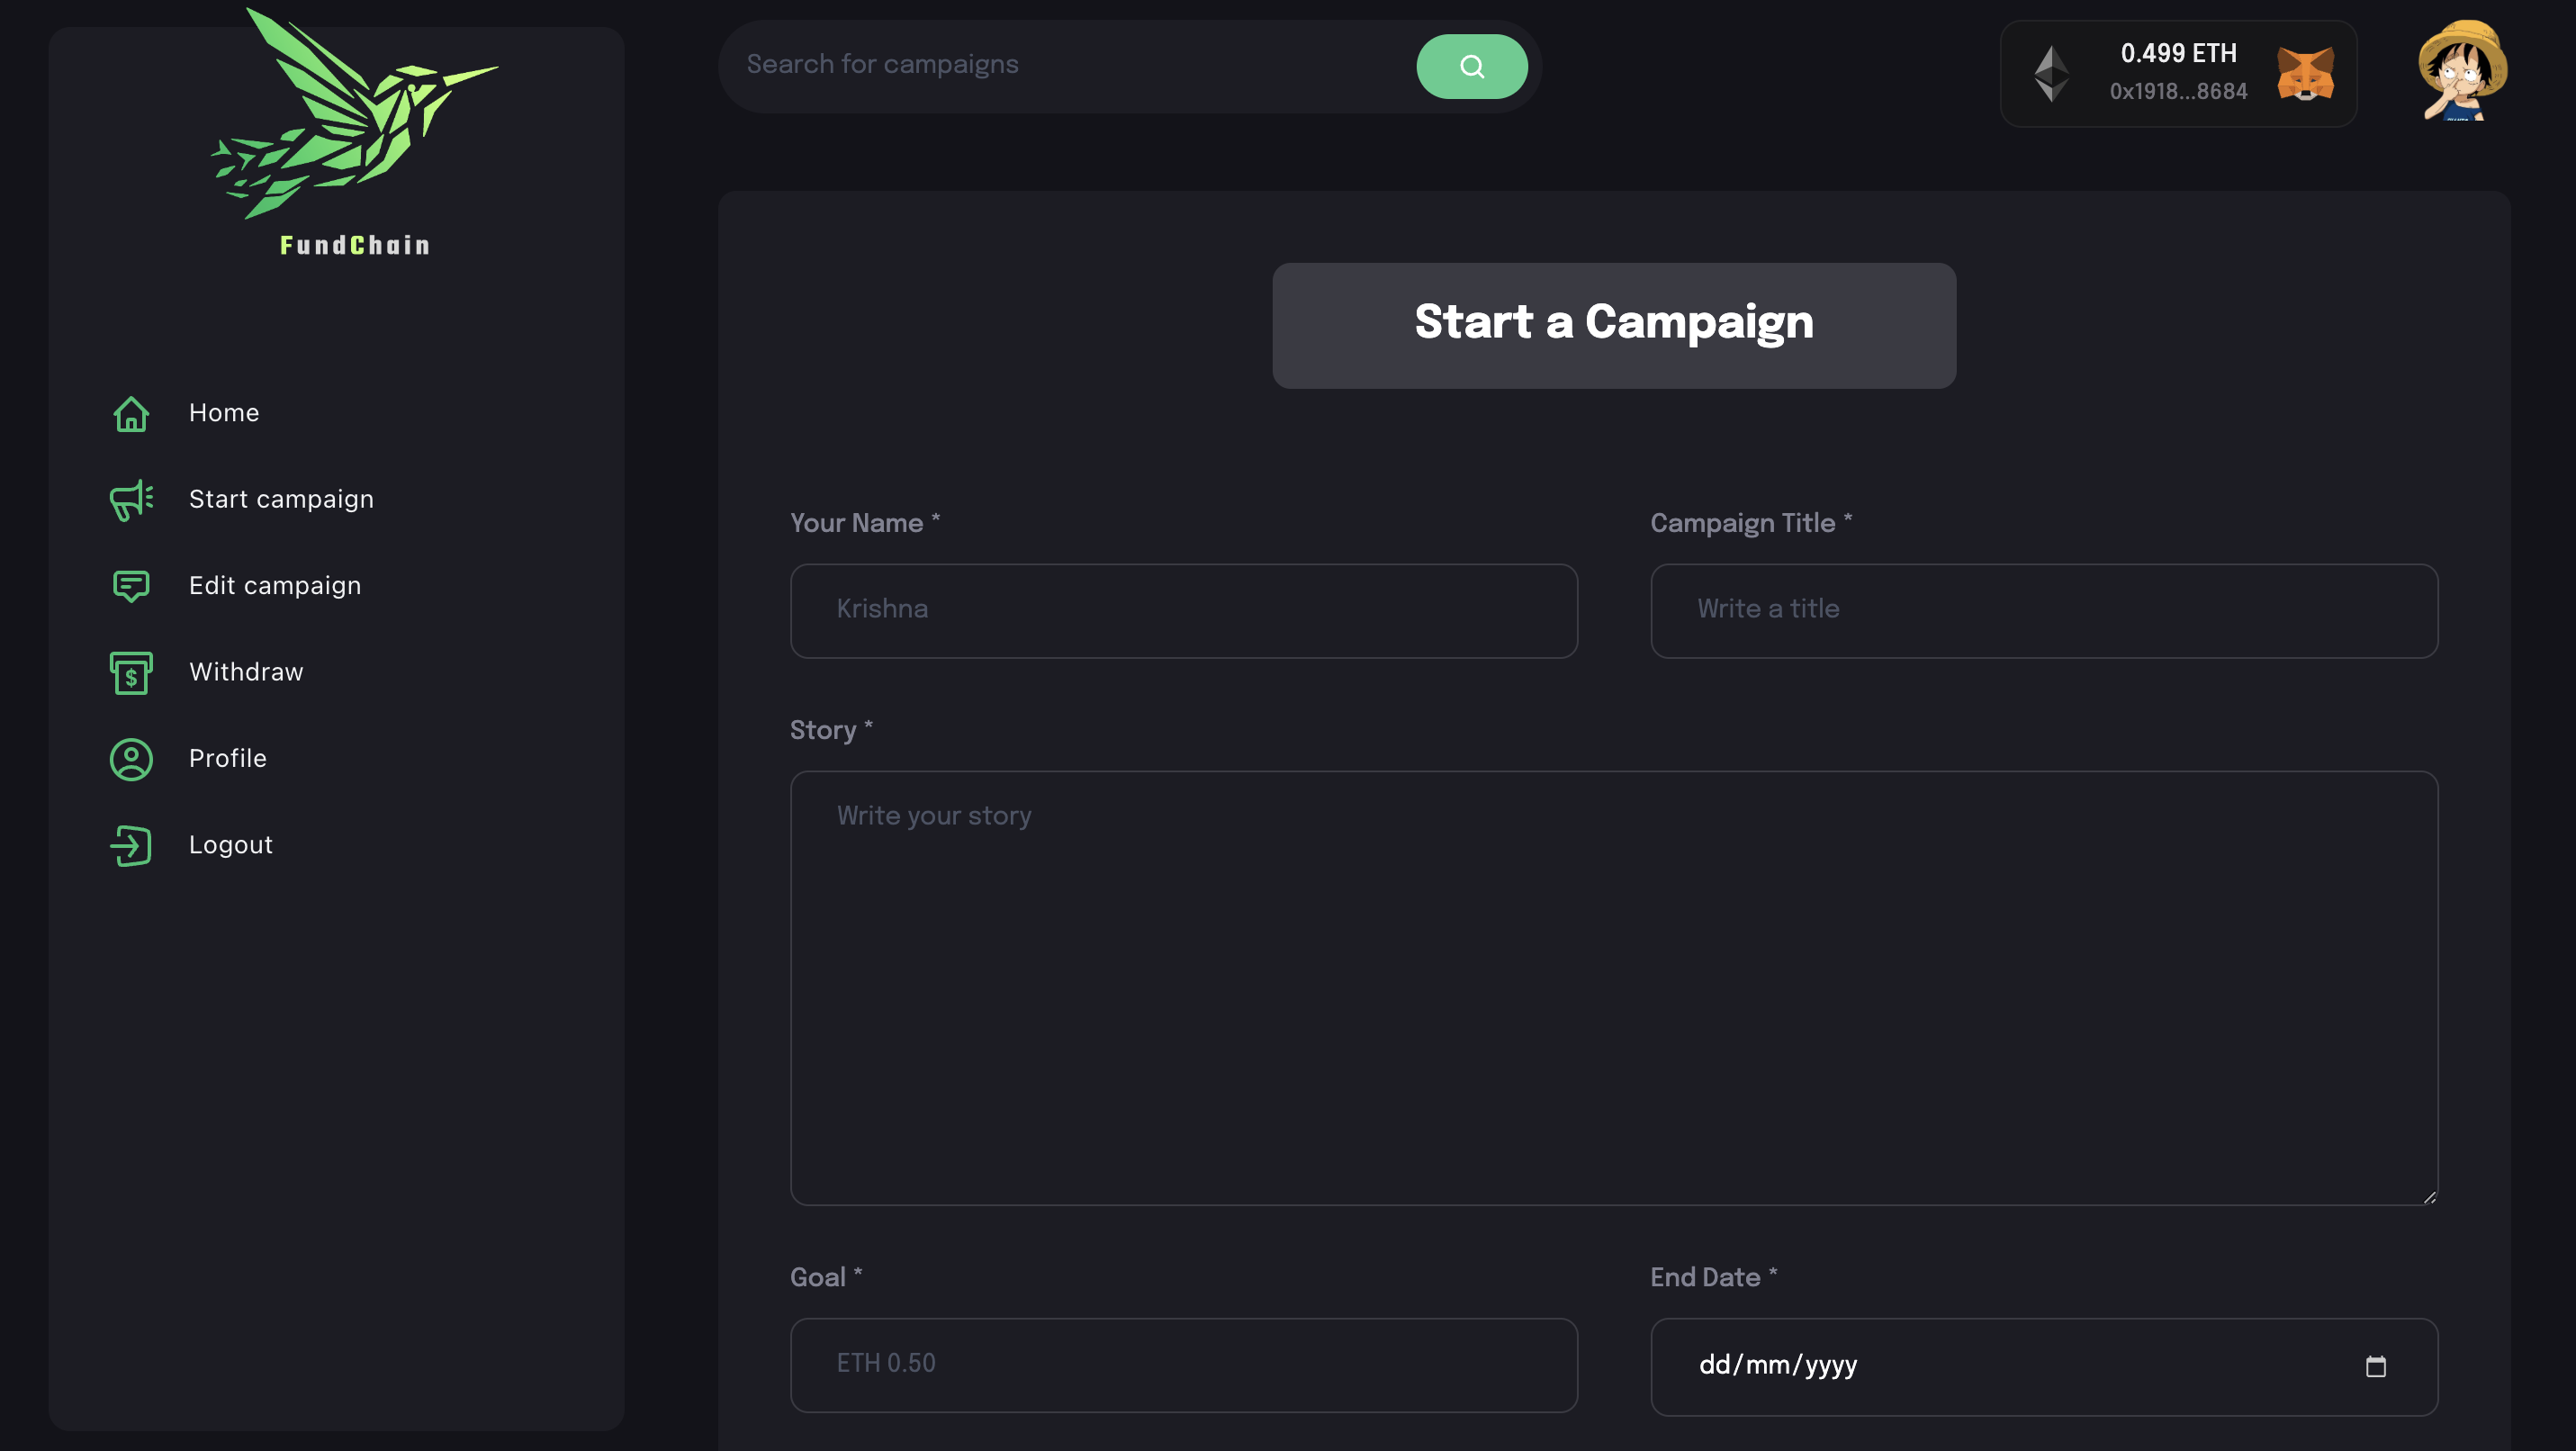 FundChain
Home
Start campaign
Edit campaign
Withdraw
Profile
Logout
Search for campaigns
0.499 ETH
0x1918...8684
Start a Campaign
Your Name *
Krishna
Campaign Title *
Write a title
Story *
Write your story
Goal *
ETH 0.50
End Date *
dd/mm/yyyy